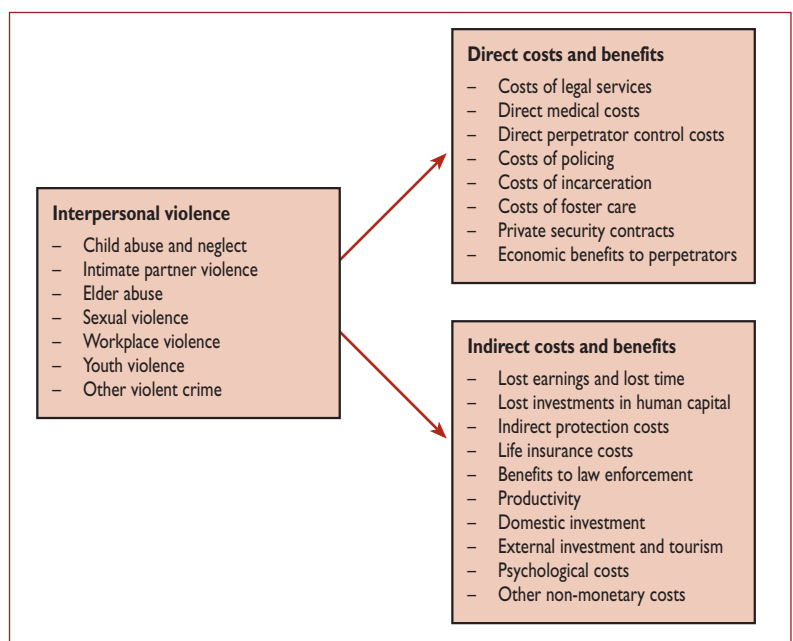 Interpersonal violence
– Child abuse and neglect
– Intimate partner violence
– Elder abuse
– Sexual violence
– Workplace violence
– Youth violence
– Other violent crime
Direct costs and benefits
– Costs of legal services
– Direct medical costs
– Direct perpetrator control costs
– Costs of policing
– Costs of incarceration
– Costs of foster care
– Private security contracts
– Economic benefits to perpetrators
Indirect costs and benefits
– Lost earnings and lost time
– Lost investments in human capital
– Indirect protection costs
– Life insurance costs
– Benefits to law enforcement
– Productivity
– Domestic investment
– External investment and tourism
– Psychological costs
– Other non-monetary costs